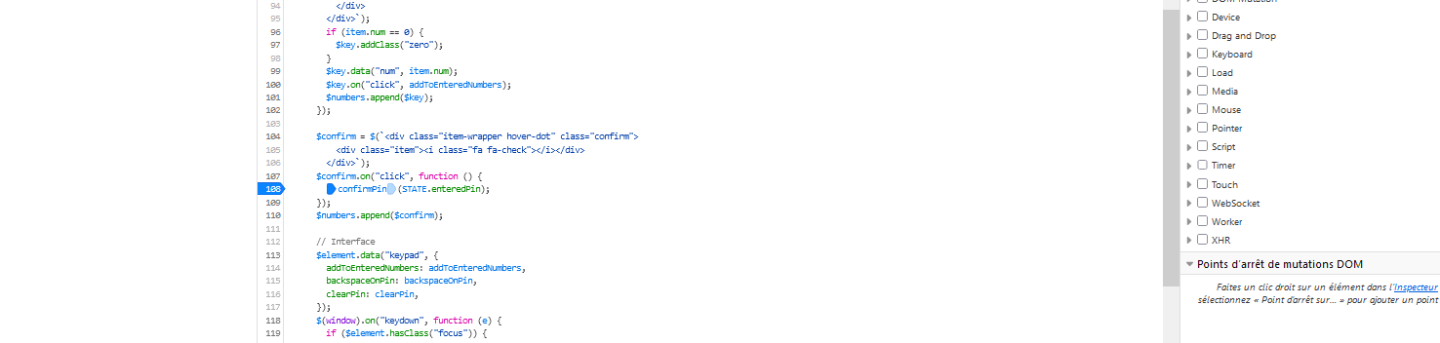 94 </div>
95 </div>`);
96 if (item.num == 0) {
97 $key.addClass("zero");
98 }
99 $key.data("num", item.num);
100 $key.on("click", addToEnteredNumbers);
101 $numbers.append($key);
102 });
103
104 $confirm = $(`<div class="item-wrapper hover-dot" class="confirm">
105 <div class="item"><i class="fa fa-check"></i></div>
106 </div>`);
107 $confirm.on("click", function () {
108 confirmPin (STATE.enteredPin);
109 });
110 $numbers.append($confirm);
111
112 // Interface
113 $element.data("keypad", {
114 addToEnteredNumbers: addToEnteredNumbers,
115 backspaceOnPin: backspaceOnPin,
116 clearPin: clearPin,
117 });
118 $(window).on("keydown", function (e) {
119 if ($element.hasClass("focus")) {
DOM Mutation
Device
Drag and Drop
Keyboard
Load
Media
Mouse
Pointer
Script
Timer
Touch
WebSocket
Worker
XHR
Points d'arrêt de mutations DOM
Faites un clic droit sur un élément dans l'Inspecteur
sélectionnez « Point d'arrêt sur… » pour ajouter un point